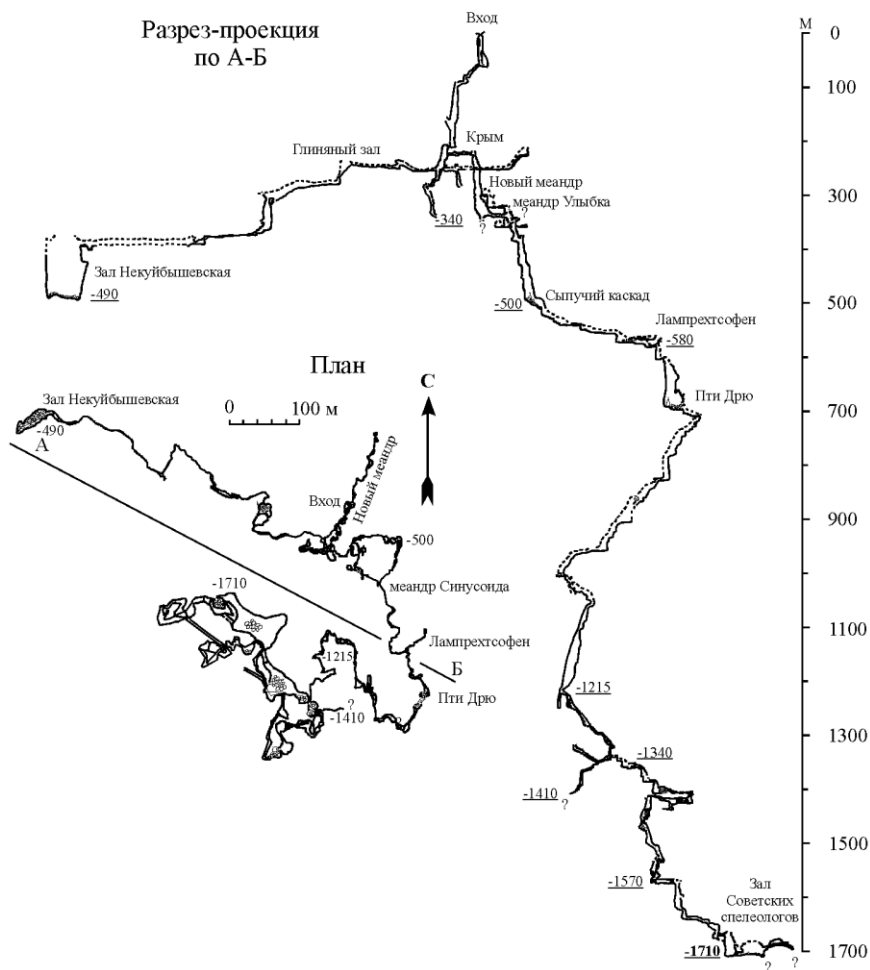 Разрез-проекция
по А-Б
Вход
М
0
100
Крым
Глиняный зал
Новый меандр
300
меандр Улыбка
?
-340
?
Зал Некуйбышевская
-490
Сыпучий каскад
-500
500
Лампрехтсофен
-580
План
Зал Некуйбышевская
0
100 м
С
Пти Дрю
700
-490
А
Новый меандр
Вход
-500
900
меандр Синусоида
-1710
Лампрехтсофен
1100
-1215
Б
Пти Дрю
-1215
?
-1410
?
1300
-1340
-1410
?
1500
-1570
Зал
Советских
спелеологов
-1710
?
?
1700